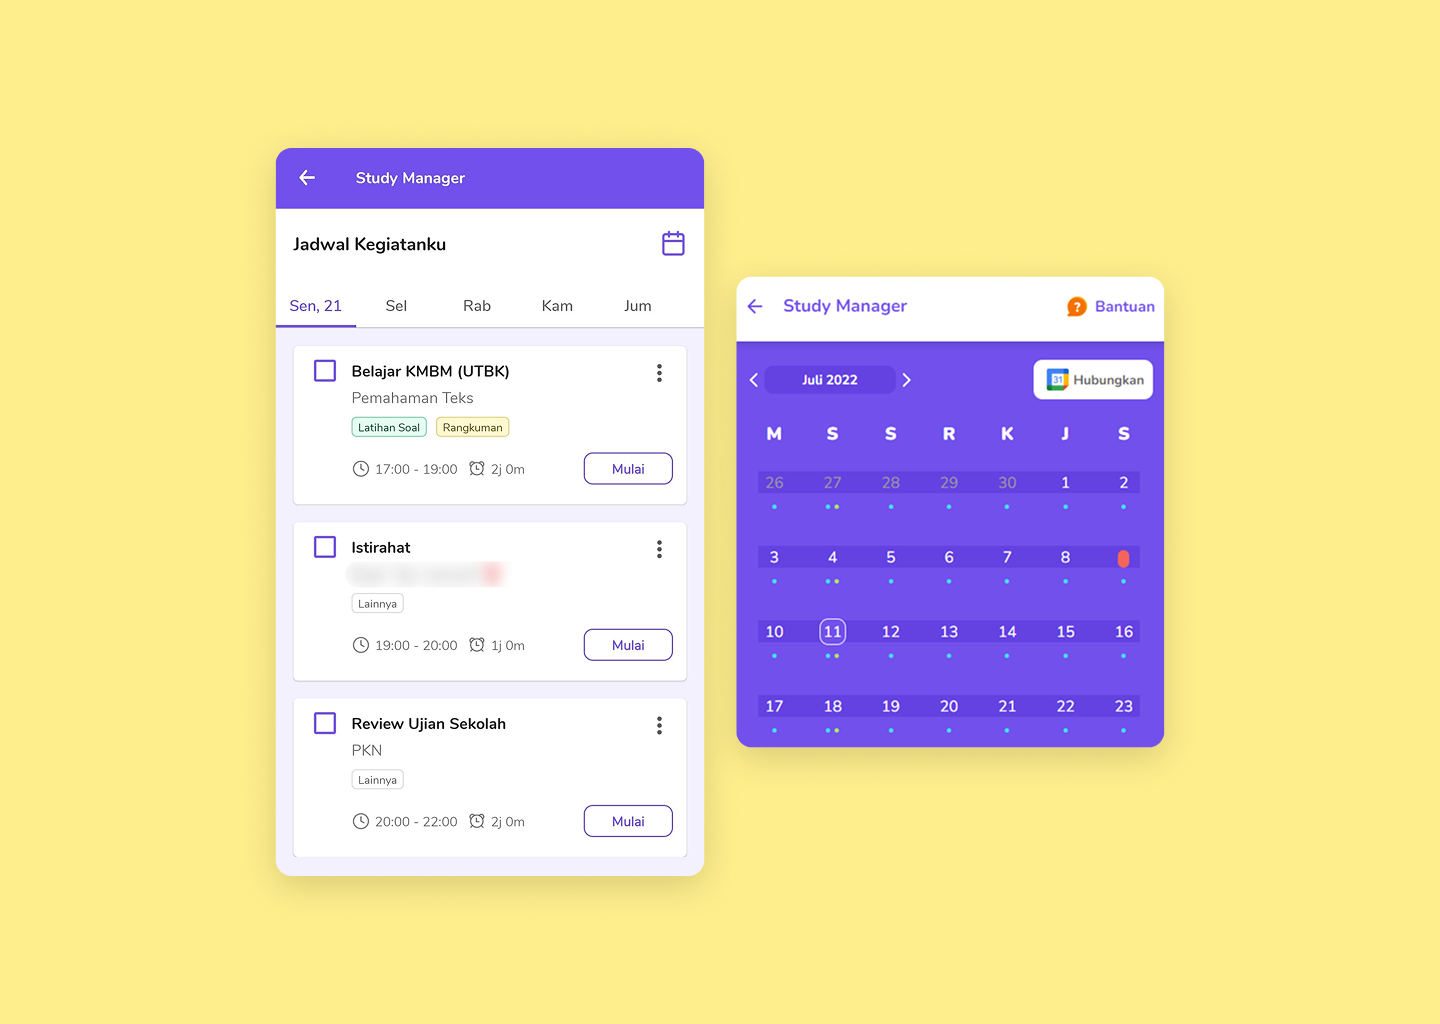 Study Manager
Jadwal Kegiatanku
Sen, 21 Sel Rab Kam Jum
Belajar KMBM (UTBK)
Pemahaman Teks
Latihan Soal Rangkuman
17:00 - 19:00 2j 0m Mulai
Istirahat
Lainnya
19:00 - 20:00 1j 0m Mulai
Review Ujian Sekolah
PKN
Lainnya
20:00 - 22:00 2j 0m Mulai
Study Manager ? Bantuan
Juli 2022 31 Hubungkan
M S S R K J S
26 27 28 29 30 1 2
3 4 5 6 7 8
10 11 12 13 14 15 16
17 18 19 20 21 22 23